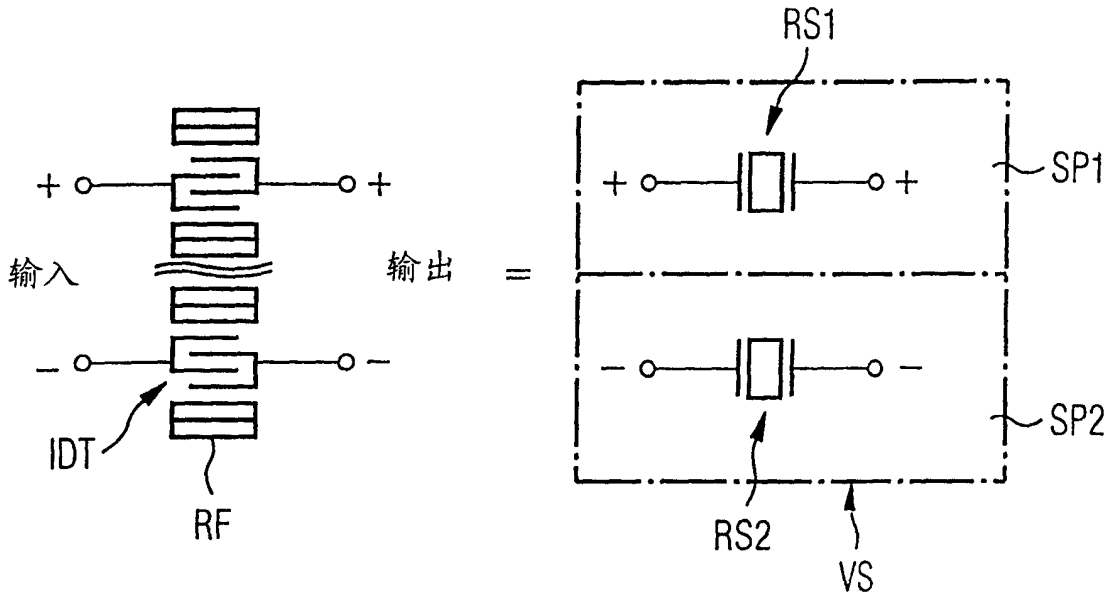 RS1
+ +
+ +
SP1
输入 输出 =
- -
- -
IDT
SP2
RF
RS2
VS